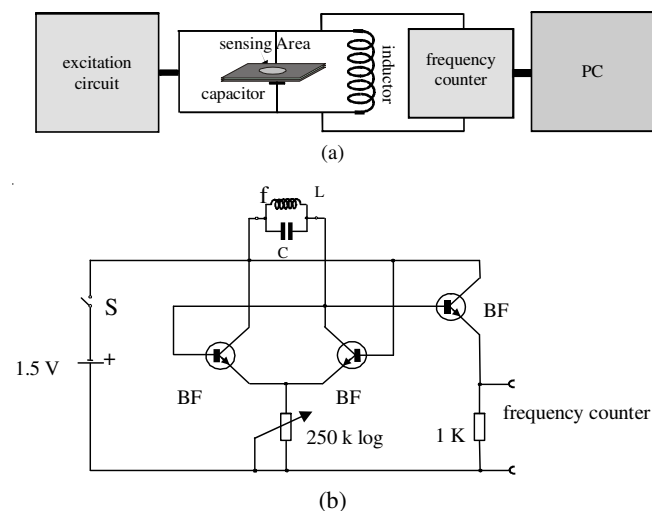 excitation
circuit
sensing Area
capacitor
inductor
frequency
counter
PC
(a)
f
L
C
S
BF
1.5 V
+
BF
BF
frequency counter
250 k log
1 K
(b)